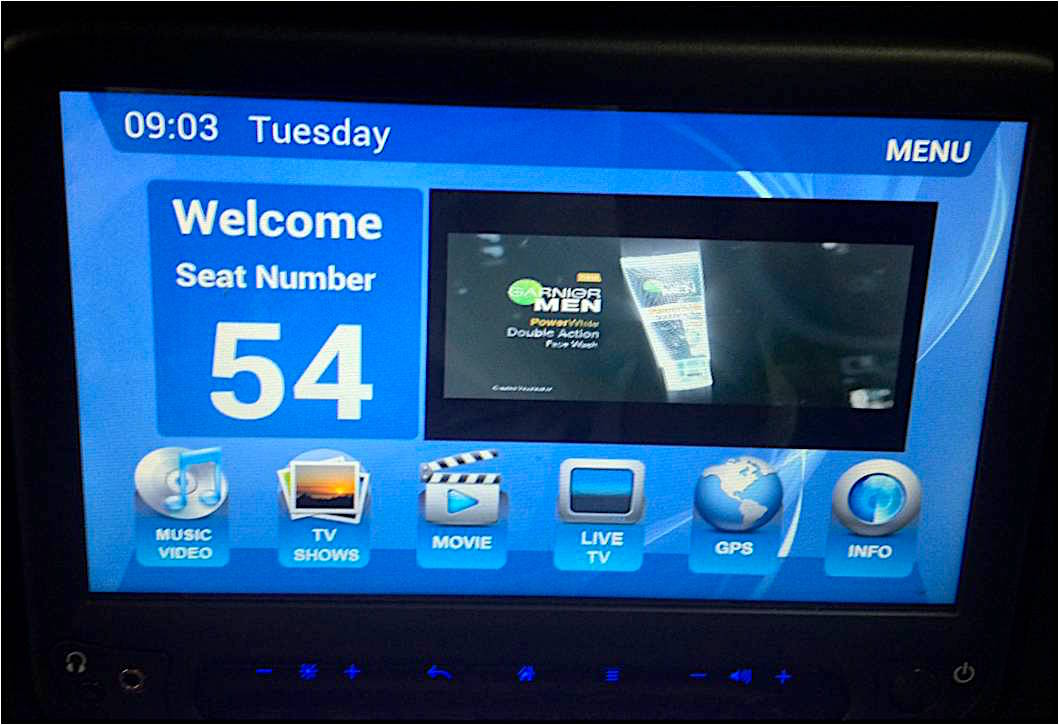 09:03 Tuesday
MENU
Welcome
Seat Number
54
GARNIER
MEN
PowerWhite
Double Action
Face Wash
MEN
MUSIC
VIDEO
TV
SHOWS
MOVIE
LIVE
TV
GPS
INFO